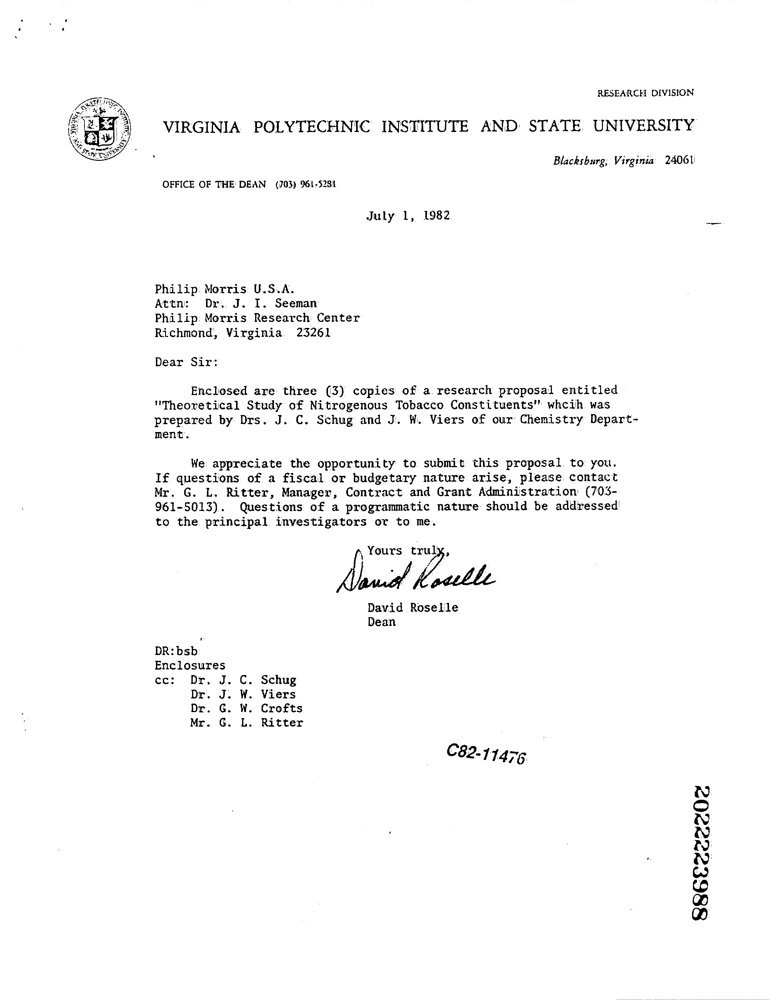 RESEARCH DIVISION
VIRGINIA POLYTECHNIC INSTITUTE AND STATE UNIVERSITY
Blacksburg, Virginia 24061
OFFICE OF THE DEAN (703) 961-5281
July 1, 1982
Philip Morris U.S.A.
Attn: Dr. J. I. Seeman
Philip Morris Research Center
Richmond, Virginia 23261
Dear Sir:
Enclosed are three (3) copies of a research proposal entitled
"Theoretical Study of Nitrogenous Tobacco Constituents" whcih was
prepared by Drs. J. C. Schug and J. W. Viers of our Chemistry Depart-
ment.
We appreciate the opportunity to submit this proposal to you.
If questions of a fiscal or budgetary nature arise, please contact
Mr. G. L. Ritter, Manager, Contract and Grant Administration (703-
961-5013). Questions of a programmatic nature should be addressed
to the principal investigators or to me.
Yours truly,
David Roselle
David Roselle
Dean
DR:bsb
Enclosures
cc: Dr. J. C. Schug
Dr. J. W. Viers
Dr. G. W. Crofts
Mr. G. L. Ritter
C82-11476
2022223988